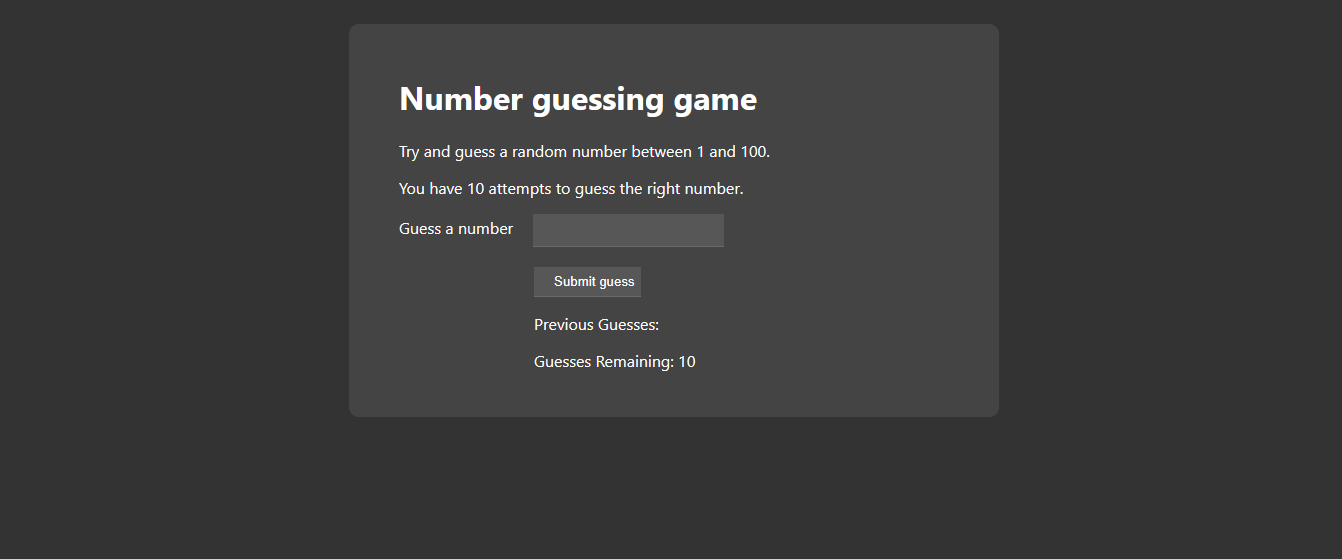 Number guessing game
Try and guess a random number between 1 and 100.
You have 10 attempts to guess the right number.
Guess a number
Submit guess
Previous Guesses:
Guesses Remaining: 10